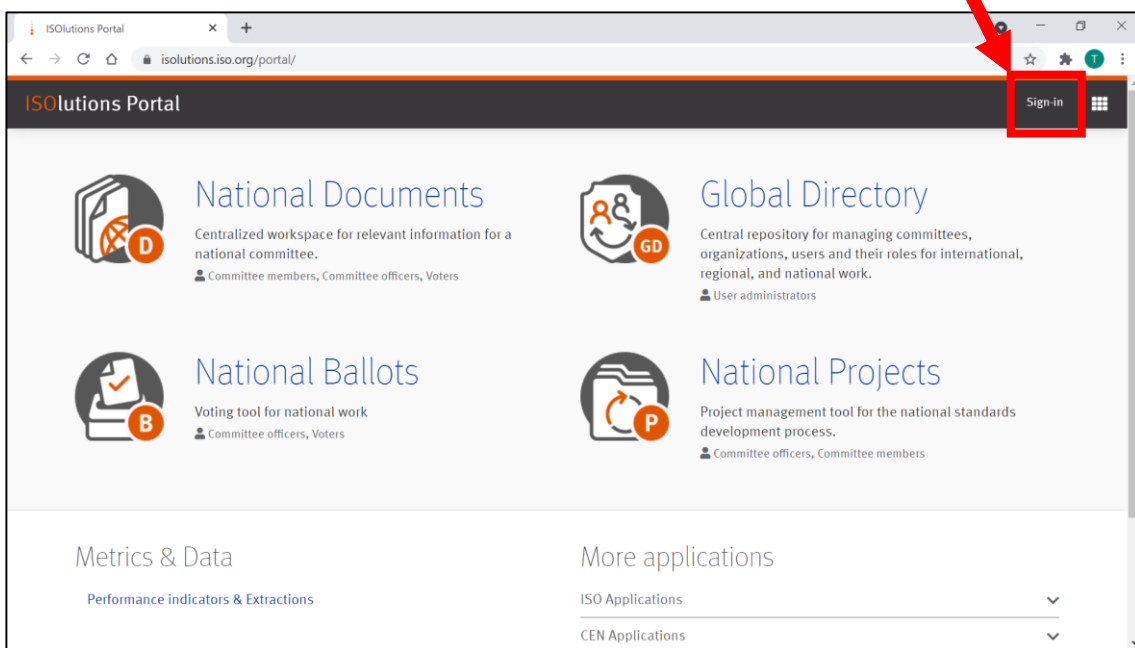 ISOlutions Portal
isolutions.iso.org/portal/
T
ISOlutions Portal
Sign-in
D
National Documents
Centralized workspace for relevant information for a
national committee.
Committee members, Committee officers, Voters
GD
Global Directory
Central repository for managing committees,
organizations, users and their roles for international,
regional, and national work.
User administrators
B
National Ballots
Voting tool for national work
Committee officers, Voters
P
National Projects
Project management tool for the national standards
development process.
Committee officers, Committee members
Metrics & Data
Performance indicators & Extractions
More applications
ISO Applications
CEN Applications